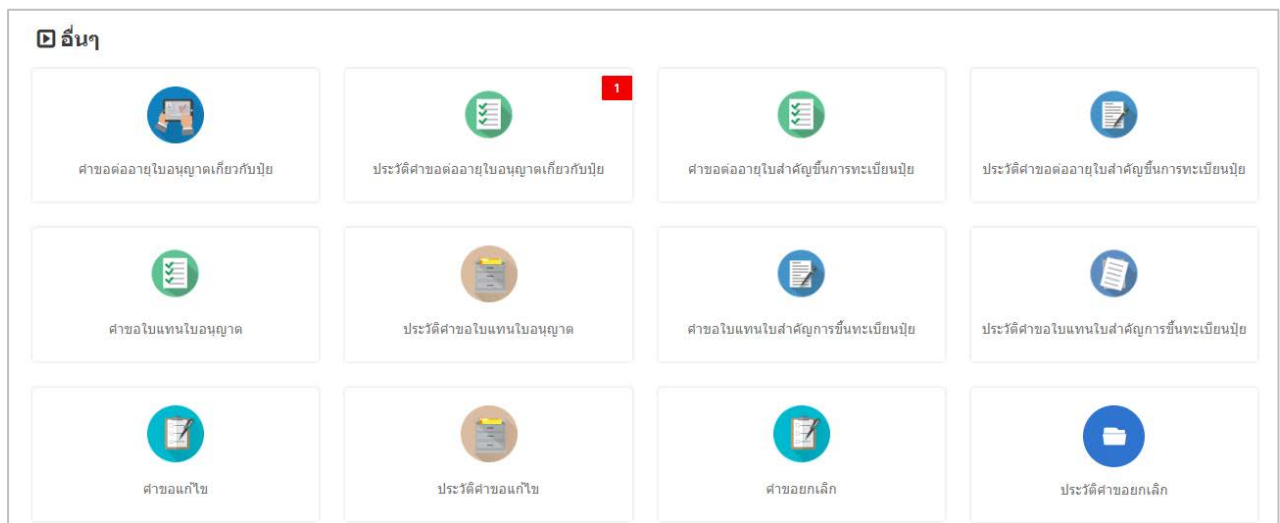 อื่นๆ
1
คำขอต่ออายุใบอนุญาตเกี่ยวกับปุ๋ย
ประวัติคำขอต่ออายุใบอนุญาตเกี่ยวกับปุ๋ย
คำขอต่ออายุใบสำคัญขึ้นการทะเบียนปุ๋ย
ประวัติคำขอต่ออายุใบสำคัญขึ้นการทะเบียนปุ๋ย
คำขอใบแทนใบอนุญาต
ประวัติคำขอใบแทนใบอนุญาต
คำขอใบแทนใบสำคัญการขึ้นทะเบียนปุ๋ย
ประวัติคำขอใบแทนใบสำคัญการขึ้นทะเบียนปุ๋ย
คำขอแก้ไข
ประวัติคำขอแก้ไข
คำขอยกเลิก
ประวัติคำขอยกเลิก